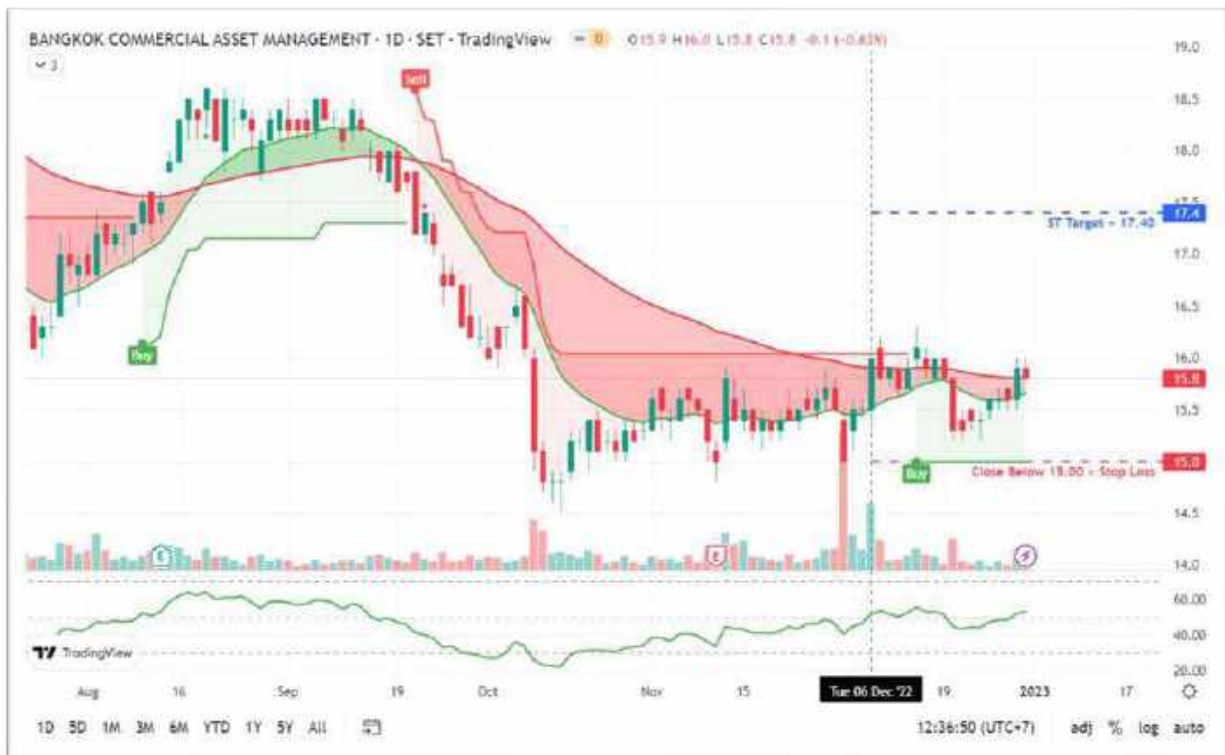 BANGKOK COMMERCIAL ASSET MANAGEMENT · 1D · SET · TradingView D O15.9 H16.0 L15.8 C15.8 -0.1 (-0.63%)
3
19.0
Sell
18.5
18.0
17.5
17.4
ST Target = 17.40
17.0
16.5
Buy
16.0
15.8
15.5
15.0
Close Below 15.00 = Stop Loss
Buy
14.5
E
E
14.0
60.00
40.00
TradingView
20.00
Aug 16 Sep 19 Oct Nov 15 Tue 06 Dec '22 19 2023 17
1D 5D 1M 3M 6M YTD 1Y 5Y All 12:36:50 (UTC+7) adj % log auto